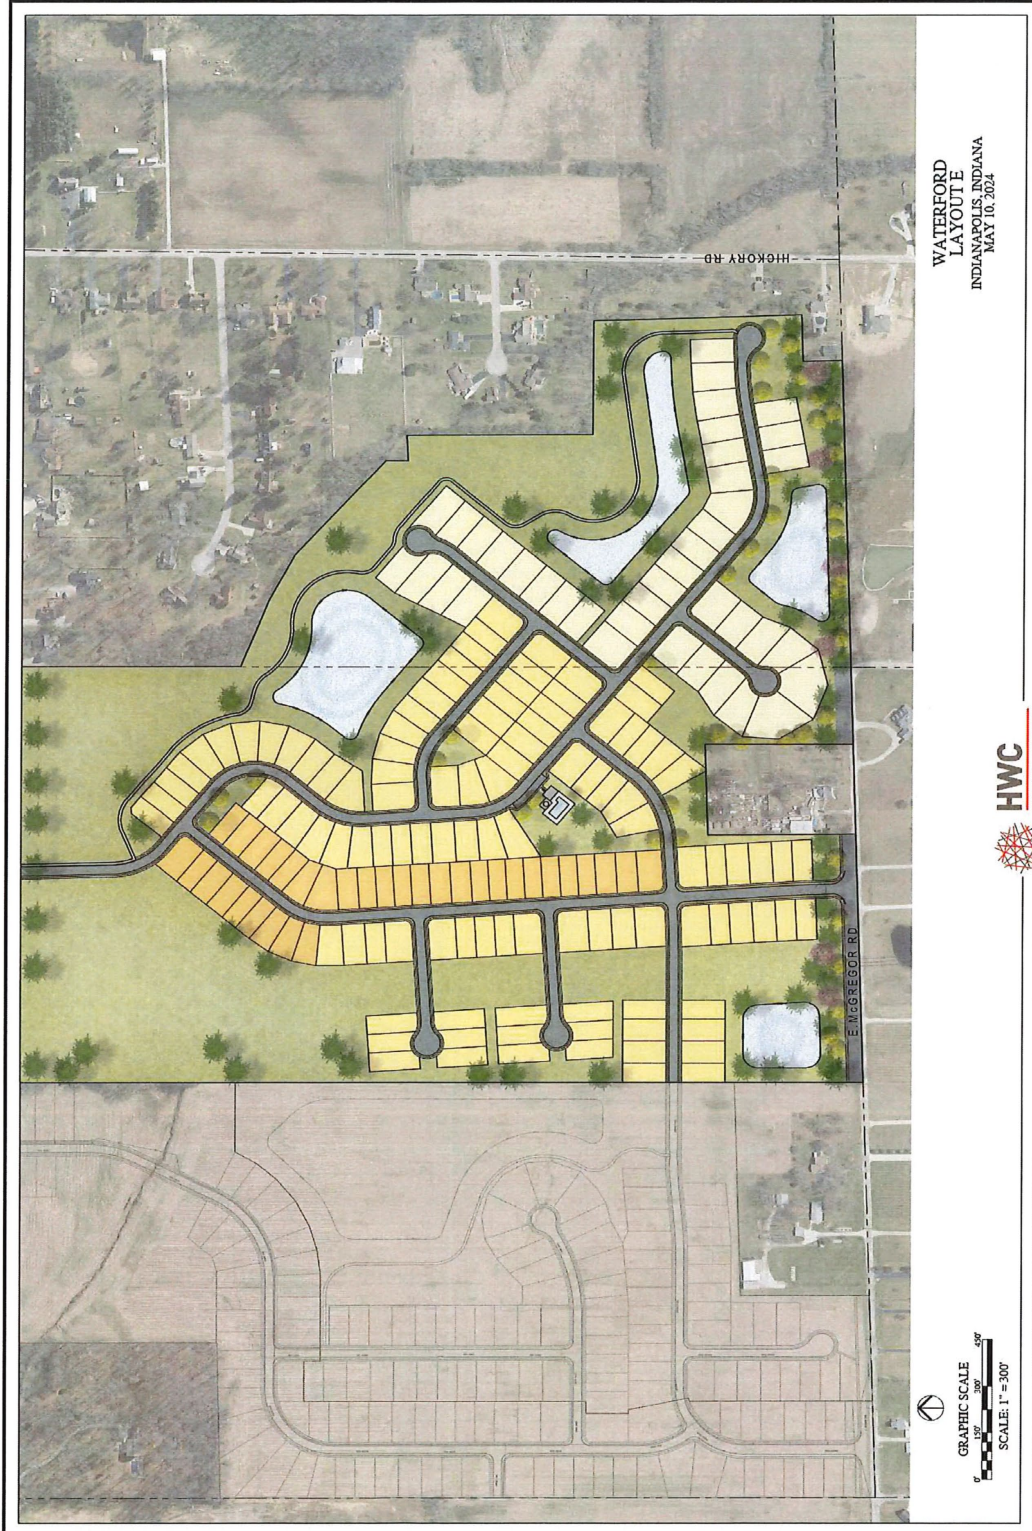 WATERFORD
LAYOUT E
INDIANAPOLIS, INDIANA
MAY 10, 2024
HICKORY RD
E. McGREGOR RD
HWC
GRAPHIC SCALE
0' 150' 300' 450'
SCALE: 1" = 300'